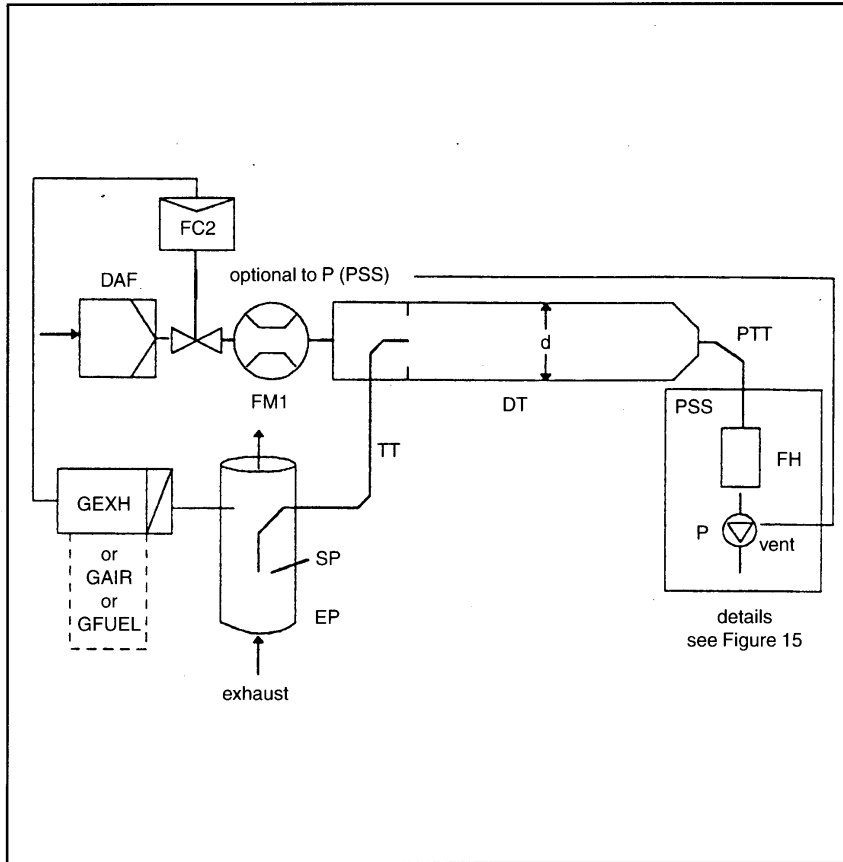 FC2
DAF
optional to P (PSS)
d
PTT
FM1
DT
PSS
TT
FH
GEXH
P
vent
or
GAIR
or
GFUEL
SP
EP
details
see Figure 15
exhaust